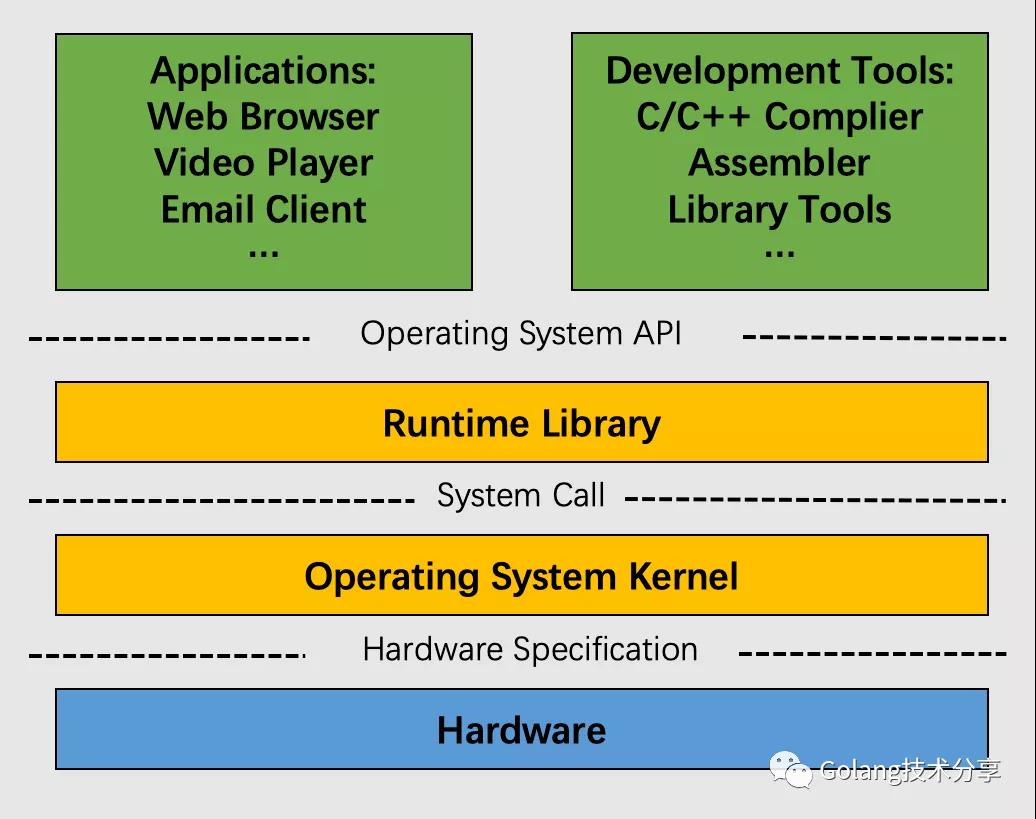 Applications:
Web Browser
Video Player
Email Client
...
Development Tools:
C/C++ Complier
Assembler
Library Tools
...
Operating System API
Runtime Library
System Call
Operating System Kernel
Hardware Specification
Hardware
Golang技术分享